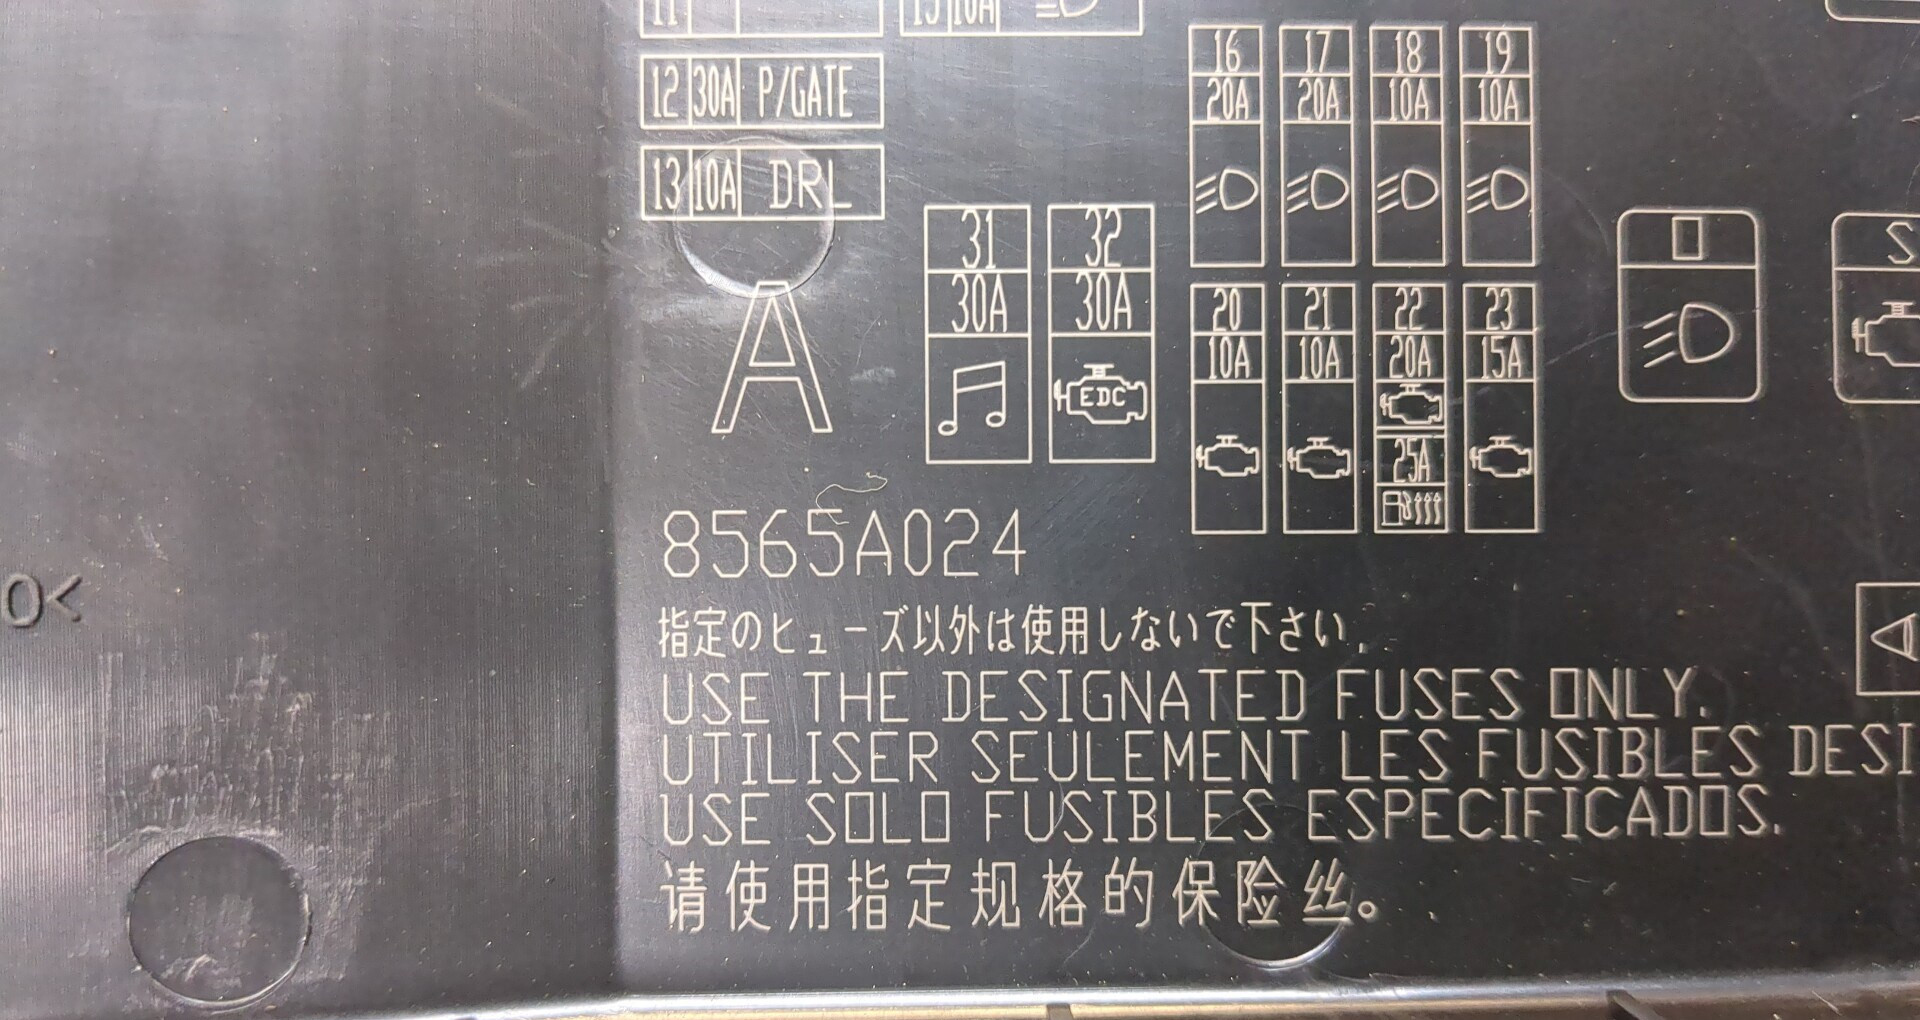 11
15 10A
12 30A P/GATE
13 10A DRL
16 17 18 19
20A 20A 10A 10A
31 32
30A 30A
EDC
20 21 22 23
10A 10A 20A 15A
25A
S
A
8565A024
O<
指定のヒューズ以外は使用しないで下さい.
USE THE DESIGNATED FUSES ONLY.
UTILISER SEULEMENT LES FUSIBLES DESI
USE SOLO FUSIBLES ESPECIFICADOS.
请使用指定规格的保险丝。